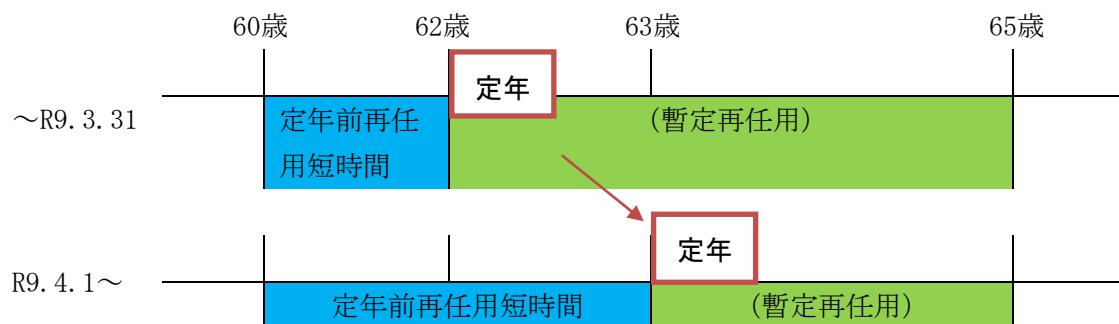 60歳 62歳 63歳 65歳
～R9.3.31
定年
定年前再任
用短時間
(暫定再任用)
R9.4.1～
定年
定年前再任用短時間
(暫定再任用)